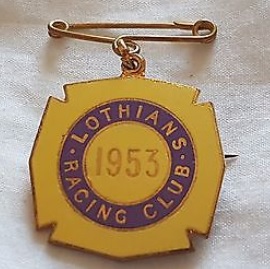 · LOTHIANS ·
RACING CLUB
1953